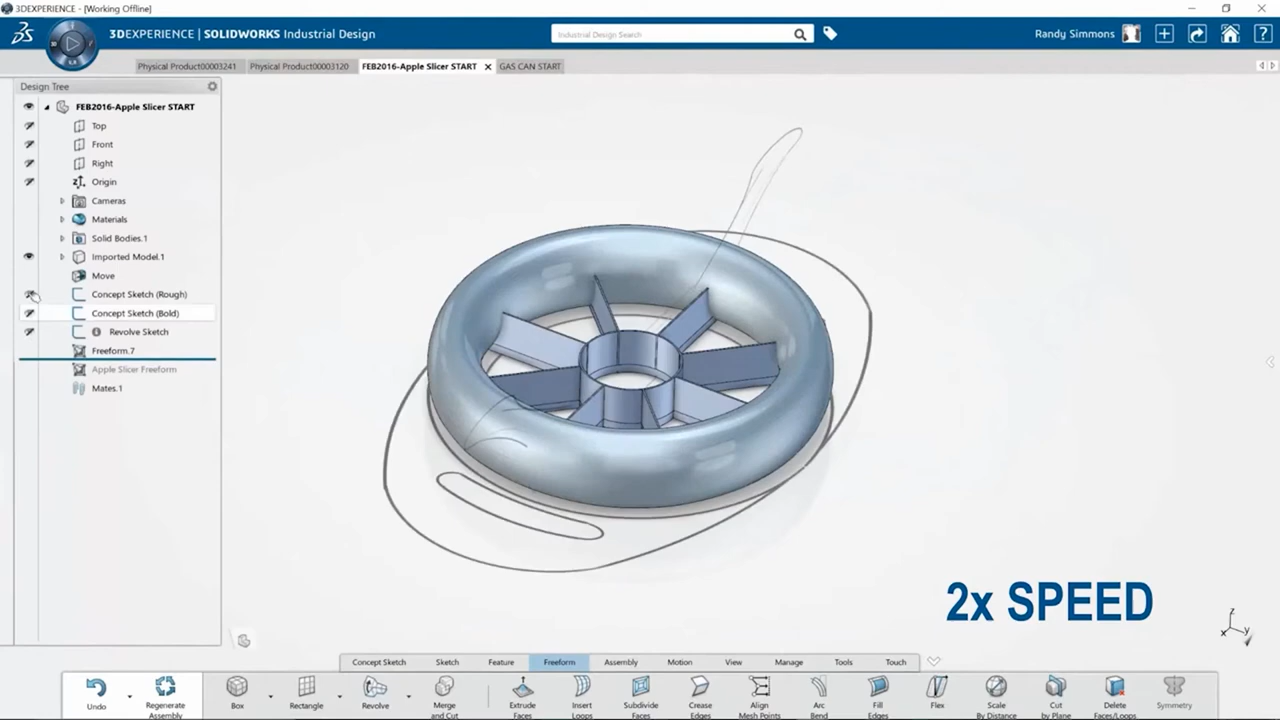 3DEXPERIENCE - [Working Offline]
3DEXPERIENCE | SOLIDWORKS Industrial Design
Industrial Design Search
Randy Simmons
Physical Product00003241
Physical Product00003120
FEB2016-Apple Slicer START
GAS CAN START
Design Tree
FEB2016-Apple Slicer START
Top
Front
Right
Origin
Cameras
Materials
Solid Bodies.1
Imported Model.1
Move
Concept Sketch (Rough)
Concept Sketch (Bold)
Revolve Sketch
Freeform.7
Apple Slicer Freeform
Mates.1
2x SPEED
z
x y
Concept Sketch
Sketch
Feature
Freeform
Assembly
Motion
View
Manage
Tools
Touch
Undo
Regenerate
Assembly
Box
Rectangle
Revolve
Merge
and Cut
Extrude
Faces
Insert
Loops
Subdivide
Faces
Crease
Edges
Align
Mesh Points
Arc
Bend
Fill
Edges
Flex
Scale
By Distance
Cut
by Plane
Delete
Faces/Loops
Symmetry